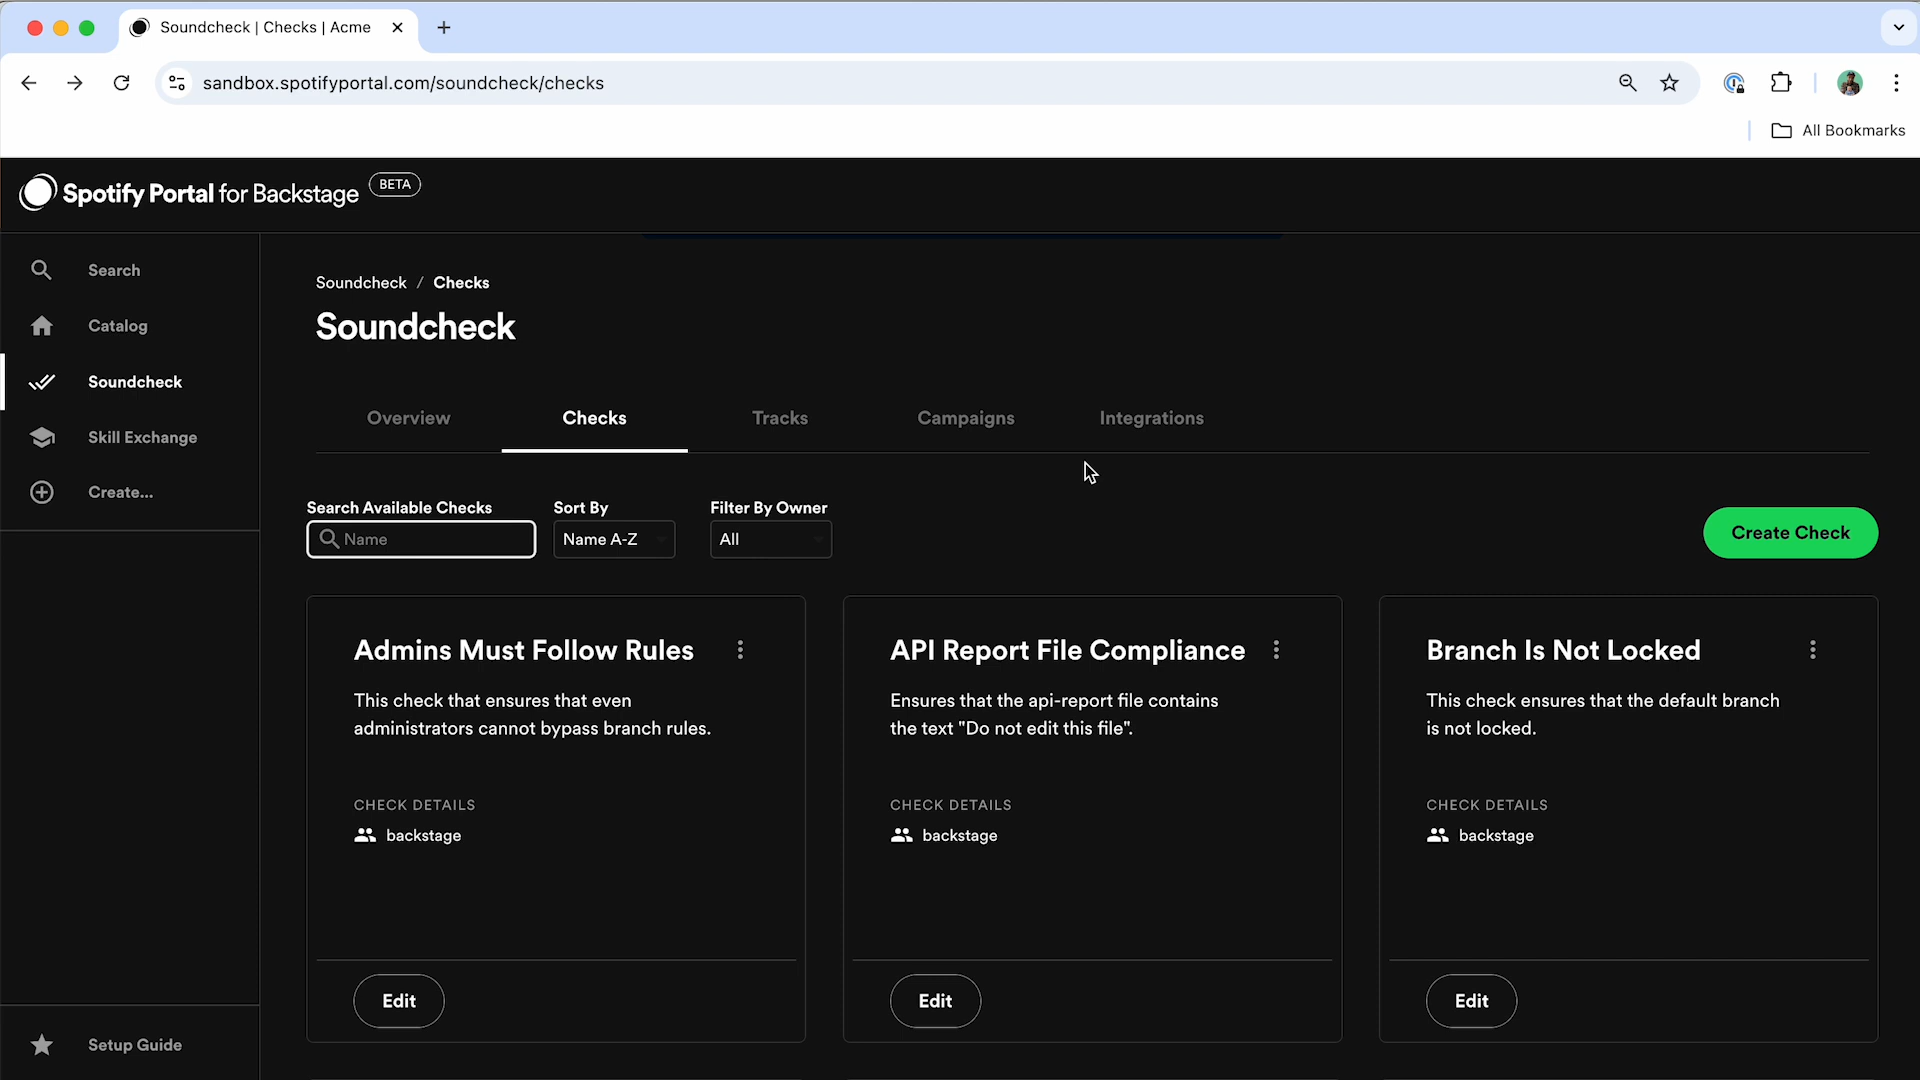 Soundcheck | Checks | Acme
sandbox.spotifyportal.com/soundcheck/checks
All Bookmarks
Spotify Portal for Backstage BETA
Search
Catalog
Soundcheck
Skill Exchange
Create...
Setup Guide
Soundcheck / Checks
Soundcheck
Overview
Checks
Tracks
Campaigns
Integrations
Search Available Checks
Name
Sort By
Name A-Z
Filter By Owner
All
Create Check
Admins Must Follow Rules
This check that ensures that even
administrators cannot bypass branch rules.
CHECK DETAILS
backstage
Edit
API Report File Compliance
Ensures that the api-report file contains
the text "Do not edit this file".
CHECK DETAILS
backstage
Edit
Branch Is Not Locked
This check ensures that the default branch
is not locked.
CHECK DETAILS
backstage
Edit